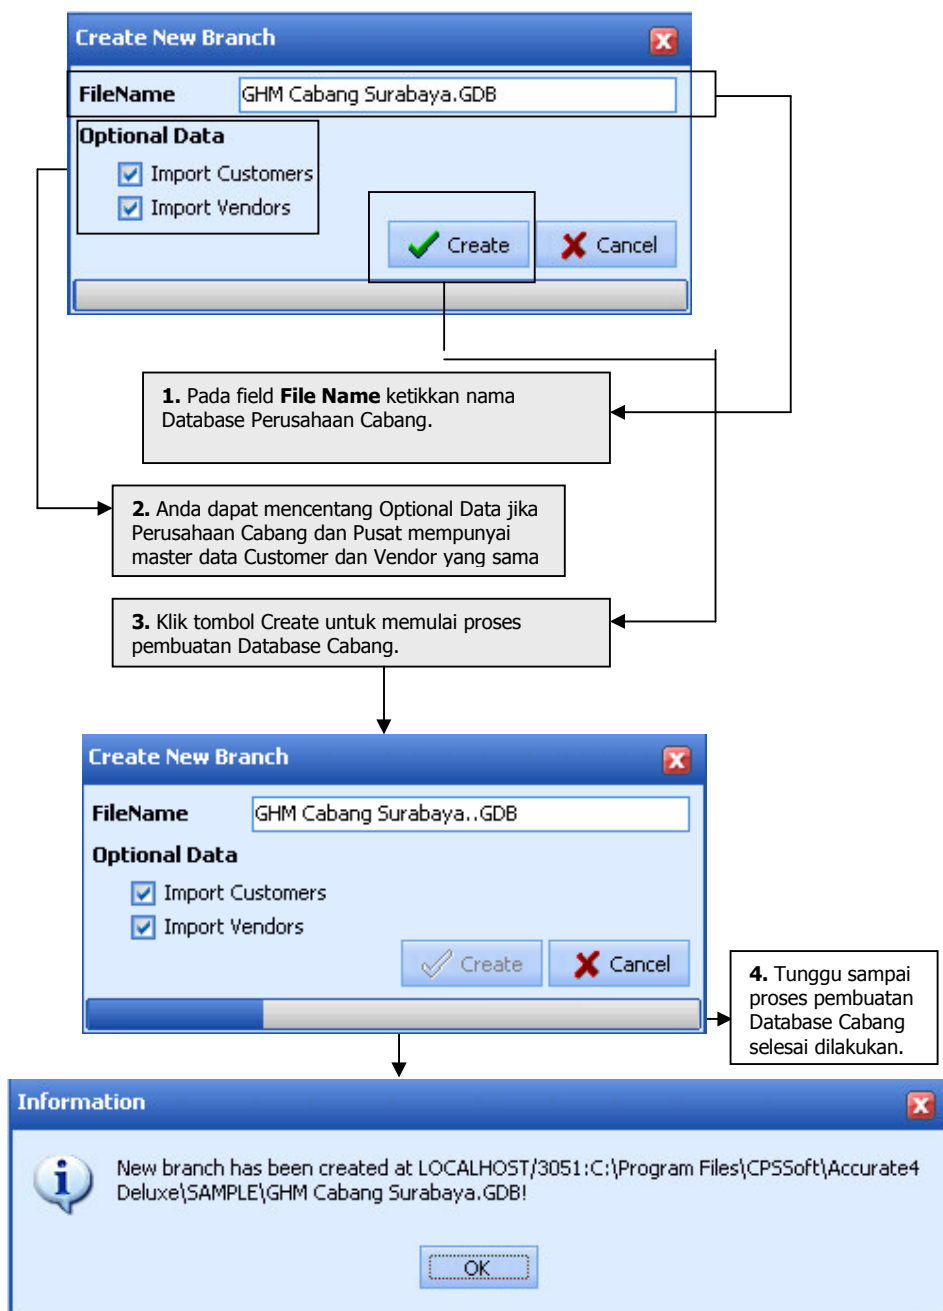 Create New Branch
FileName GHM Cabang Surabaya.GDB
Optional Data
Import Customers
Import Vendors
Create Cancel
1. Pada field File Name ketikkan nama
Database Perusahaan Cabang.
2. Anda dapat mencentang Optional Data jika
Perusahaan Cabang dan Pusat mempunyai
master data Customer dan Vendor yang sama
3. Klik tombol Create untuk memulai proses
pembuatan Database Cabang.
Create New Branch
FileName GHM Cabang Surabaya..GDB
Optional Data
Import Customers
Import Vendors
Create Cancel
4. Tunggu sampai
proses pembuatan
Database Cabang
selesai dilakukan.
Information
New branch has been created at LOCALHOST/3051:C:\Program Files\CPSSoft\Accurate4
Deluxe\SAMPLE\GHM Cabang Surabaya.GDB!
OK